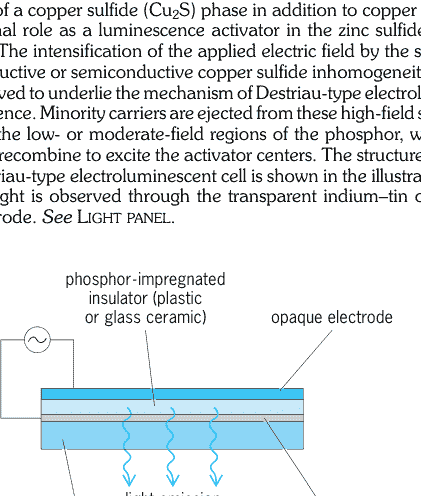 of a copper sulfide (Cu₂S) phase in addition to copper
nal role as a luminescence activator in the zinc sulfide
The intensification of the applied electric field by the s
uctive or semiconductive copper sulfide inhomogeneit
ved to underlie the mechanism of Destriau-type electrol
ence. Minority carriers are ejected from these high-field s
the low- or moderate-field regions of the phosphor, w
recombine to excite the activator centers. The structure
riau-type electroluminescent cell is shown in the illustra
ght is observed through the transparent indium–tin o
rode. See LIGHT PANEL.
phosphor-impregnated
insulator (plastic
or glass ceramic)
opaque electrode
light emission